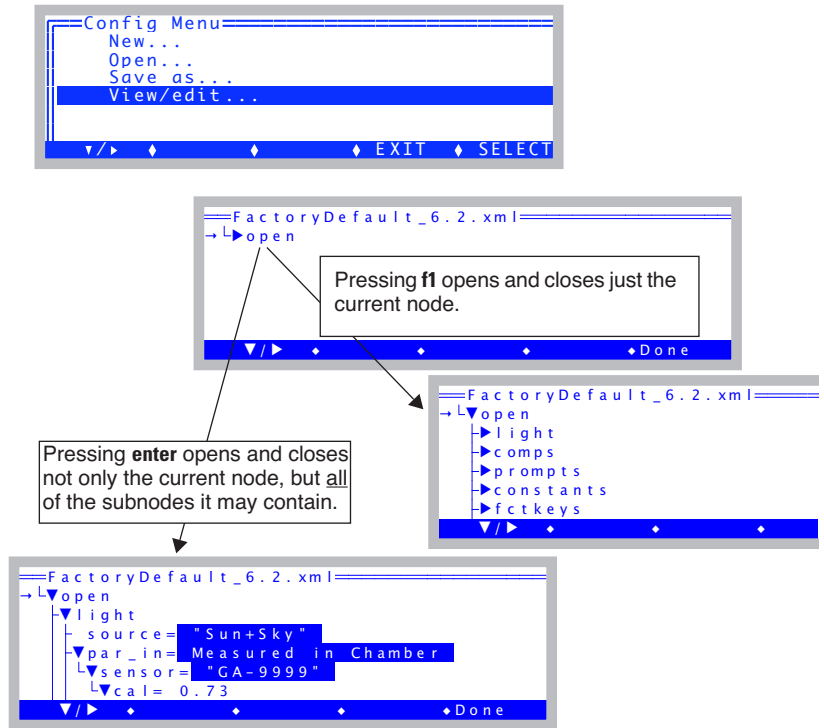 Config Menu
New...
Open...
Save as...
View/edit...
▼/▶ ♦ ♦ ♦ EXIT ♦ SELECT
FactoryDefault_6.2.xml
→ └▶open
Pressing f1 opens and closes just the
current node.
▼/▶ ♦ ♦ ♦ ♦Done
FactoryDefault_6.2.xml
→ └▼open
├▶light
├▶comps
├▶prompts
├▶constants
├▶fctkeys
▼/▶ ♦ ♦ ♦
Pressing enter opens and closes
not only the current node, but all
of the subnodes it may contain.
FactoryDefault_6.2.xml
→ └▼open
├▼light
├ source= "Sun+Sky"
├▼par_in= Measured in Chamber
└▼sensor= "GA-9999"
└▼cal= 0.73
▼/▶ ♦ ♦ ♦ ♦Done